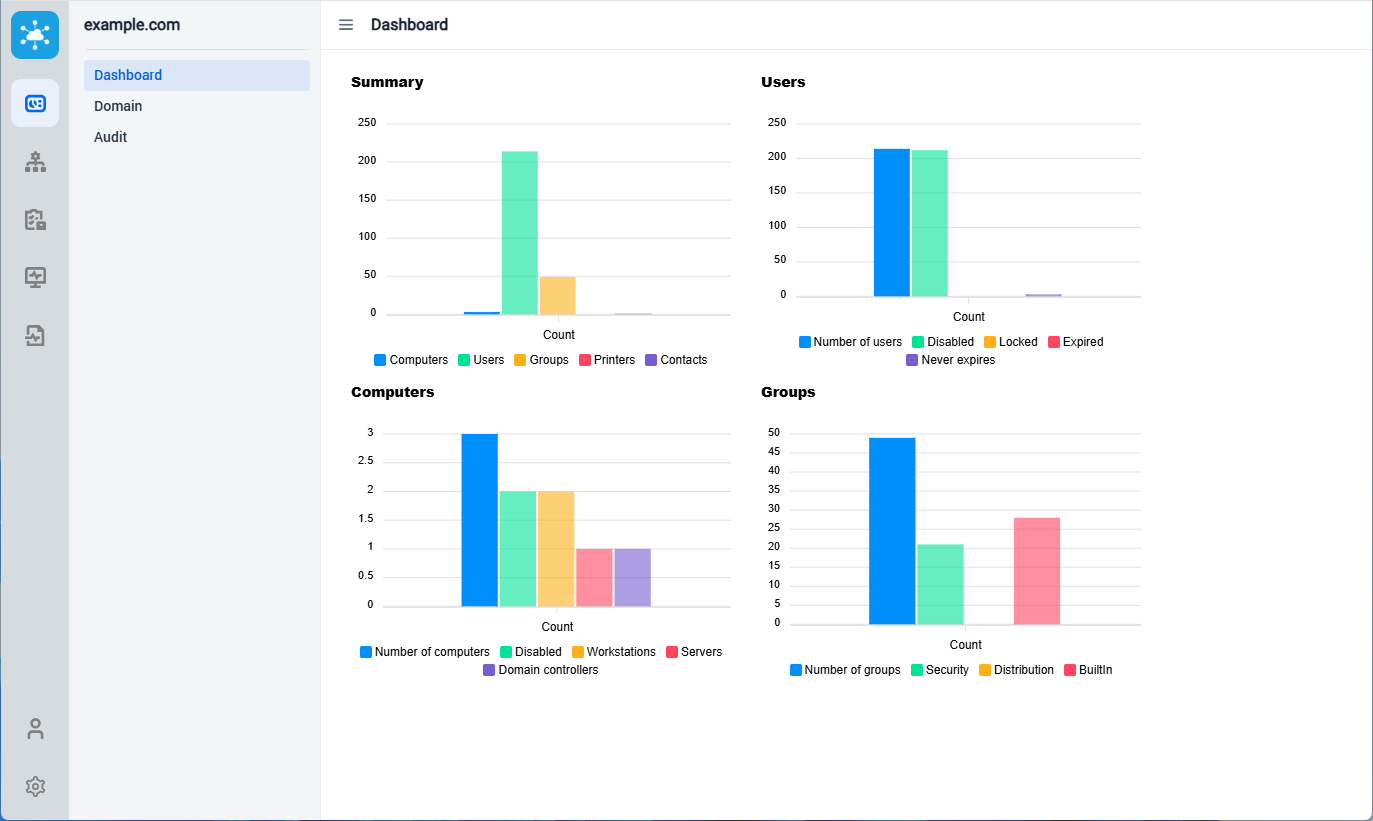 example.com
Dashboard
Domain
Audit
Dashboard
Summary
250
200
150
100
50
0
Count
Computers Users Groups Printers Contacts
Users
250
200
150
100
50
0
Count
Number of users Disabled Locked Expired
Never expires
Computers
3
2.5
2
1.5
1
0.5
0
Count
Number of computers Disabled Workstations Servers
Domain controllers
Groups
50
45
40
35
30
25
20
15
10
5
0
Count
Number of groups Security Distribution BuiltIn